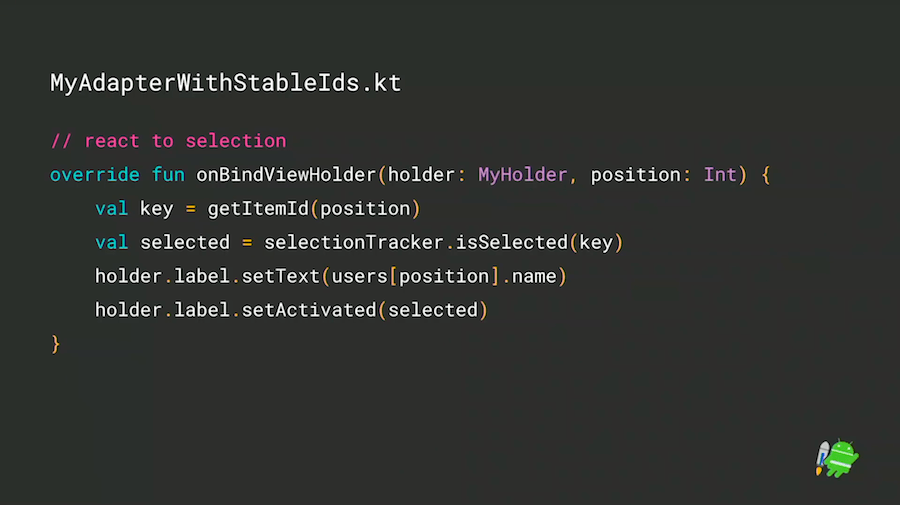 MyAdapterWithStableIds.kt
// react to selection
override fun onBindViewHolder(holder: MyHolder, position: Int) {
    val key = getItemId(position)
    val selected = selectionTracker.isSelected(key)
    holder.label.setText(users[position].name)
    holder.label.setActivated(selected)
}